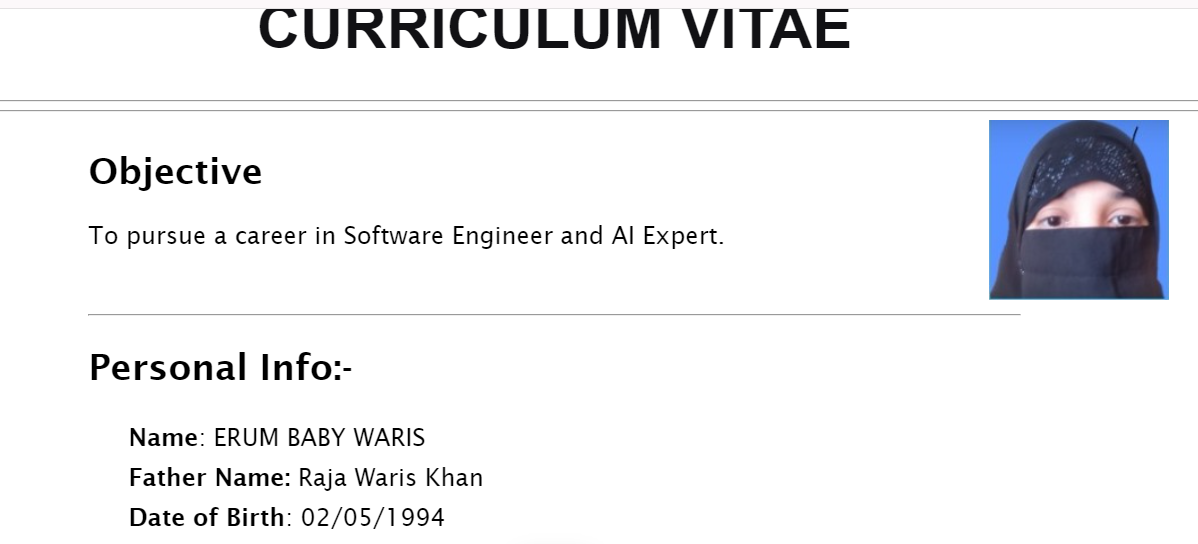 CURRICULUM VITAE
Objective
To pursue a career in Software Engineer and AI Expert.
Personal Info:-
Name: ERUM BABY WARIS
Father Name: Raja Waris Khan
Date of Birth: 02/05/1994